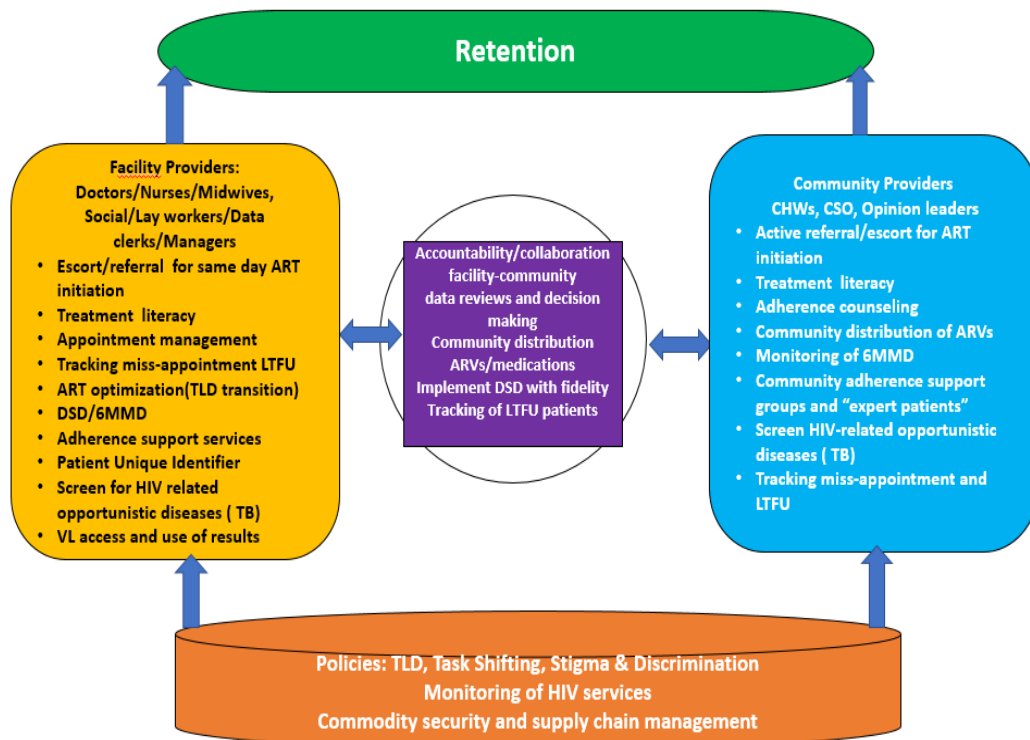 Retention
Facility Providers:
Doctors/Nurses/Midwives,
Social/Lay workers/Data
clerks/Managers
• Escort/referral for same day ART
initiation
• Treatment literacy
• Appointment management
• Tracking miss-appointment LTFU
• ART optimization(TLD transition)
• DSD/6MMD
• Adherence support services
• Patient Unique Identifier
• Screen for HIV related
opportunistic diseases ( TB)
• VL access and use of results
Accountability/collaboration
facility-community
data reviews and decision
making
Community distribution
ARVs/medications
Implement DSD with fidelity
Tracking of LTFU patients
Community Providers
CHWs, CSO, Opinion leaders
• Active referral/escort for ART
initiation
• Treatment literacy
• Adherence counseling
• Community distribution of ARVs
• Monitoring of 6MMD
• Community adherence support
groups and “expert patients”
• Screen HIV-related opportunistic
diseases ( TB)
• Tracking miss-appointment and
LTFU
Policies: TLD, Task Shifting, Stigma & Discrimination
Monitoring of HIV services
Commodity security and supply chain management